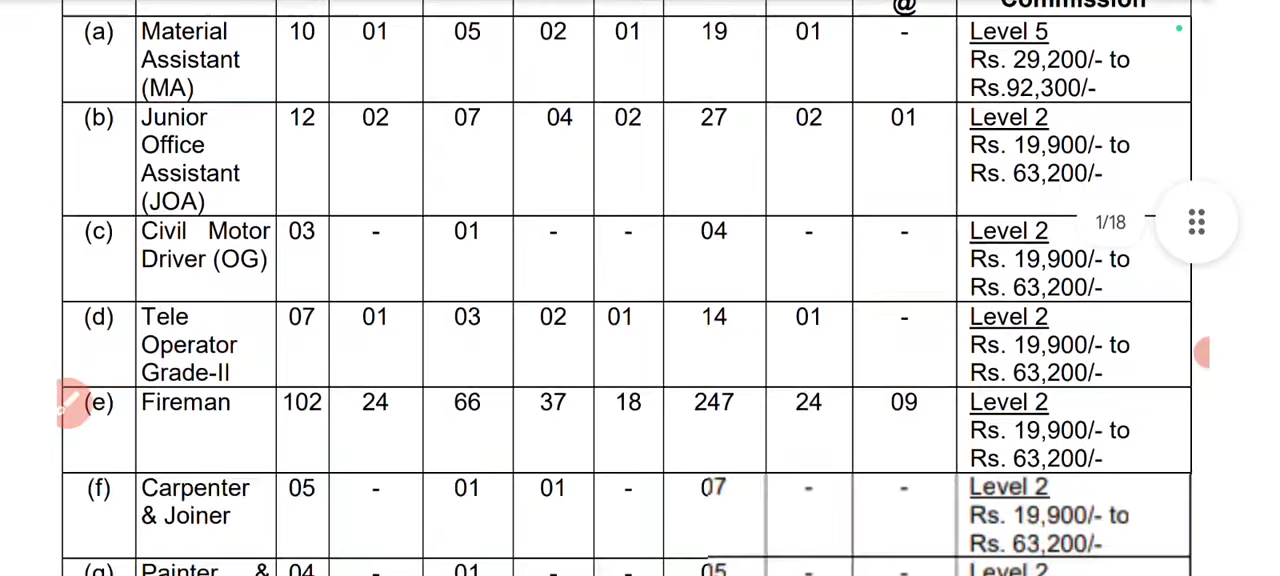 @ Commission
(a) Material 10 01 05 02 01 19 01 - Level 5
Assistant Rs. 29,200/- to
(MA) Rs.92,300/-
(b) Junior 12 02 07 04 02 27 02 01 Level 2
Office Rs. 19,900/- to
Assistant Rs. 63,200/-
(JOA)
(c) Civil Motor 03 - 01 - - 04 - - Level 2
Driver (OG) Rs. 19,900/- to
Rs. 63,200/-
1/18
(d) Tele 07 01 03 02 01 14 01 - Level 2
Operator Rs. 19,900/- to
Grade-II Rs. 63,200/-
(e) Fireman 102 24 66 37 18 247 24 09 Level 2
Rs. 19,900/- to
Rs. 63,200/-
(f) Carpenter 05 - 01 01 - 07 - - Level 2
& Joiner Rs. 19,900/- to
Rs. 63,200/-
(g) Painter & 04 - 01 - - 05 - - Level 2